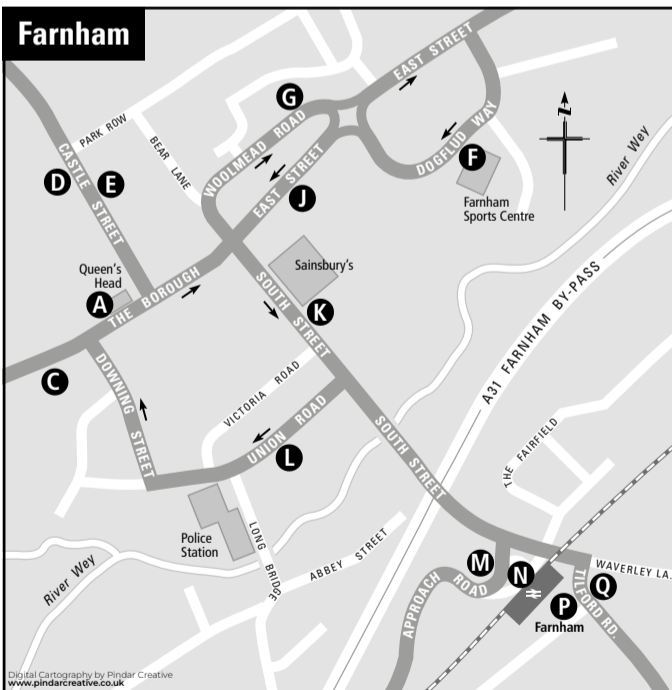 Farnham
EAST STREET
G
WOOLMEAD ROAD
PARK ROW
BEAR LANE
DOGFLUD WAY
F
N
River Wey
D
E
CASTLE STREET
EAST STREET
J
Farnham
Sports Centre
Queen's
Head
A
THE BOROUGH
Sainsbury's
SOUTH STREET
K
A31 FARNHAM BY-PASS
C
DOWNING STREET
VICTORIA ROAD
UNION ROAD
L
SOUTH STREET
THE FAIRFIELD
Police
Station
LONG BRIDGE
ABBEY STREET
River Wey
APPROACH ROAD
M
N
P
Q
WAVERLEY LA.
TILFORD RD.
Farnham
Digital Cartography by Pindar Creative
www.pindarcreative.co.uk